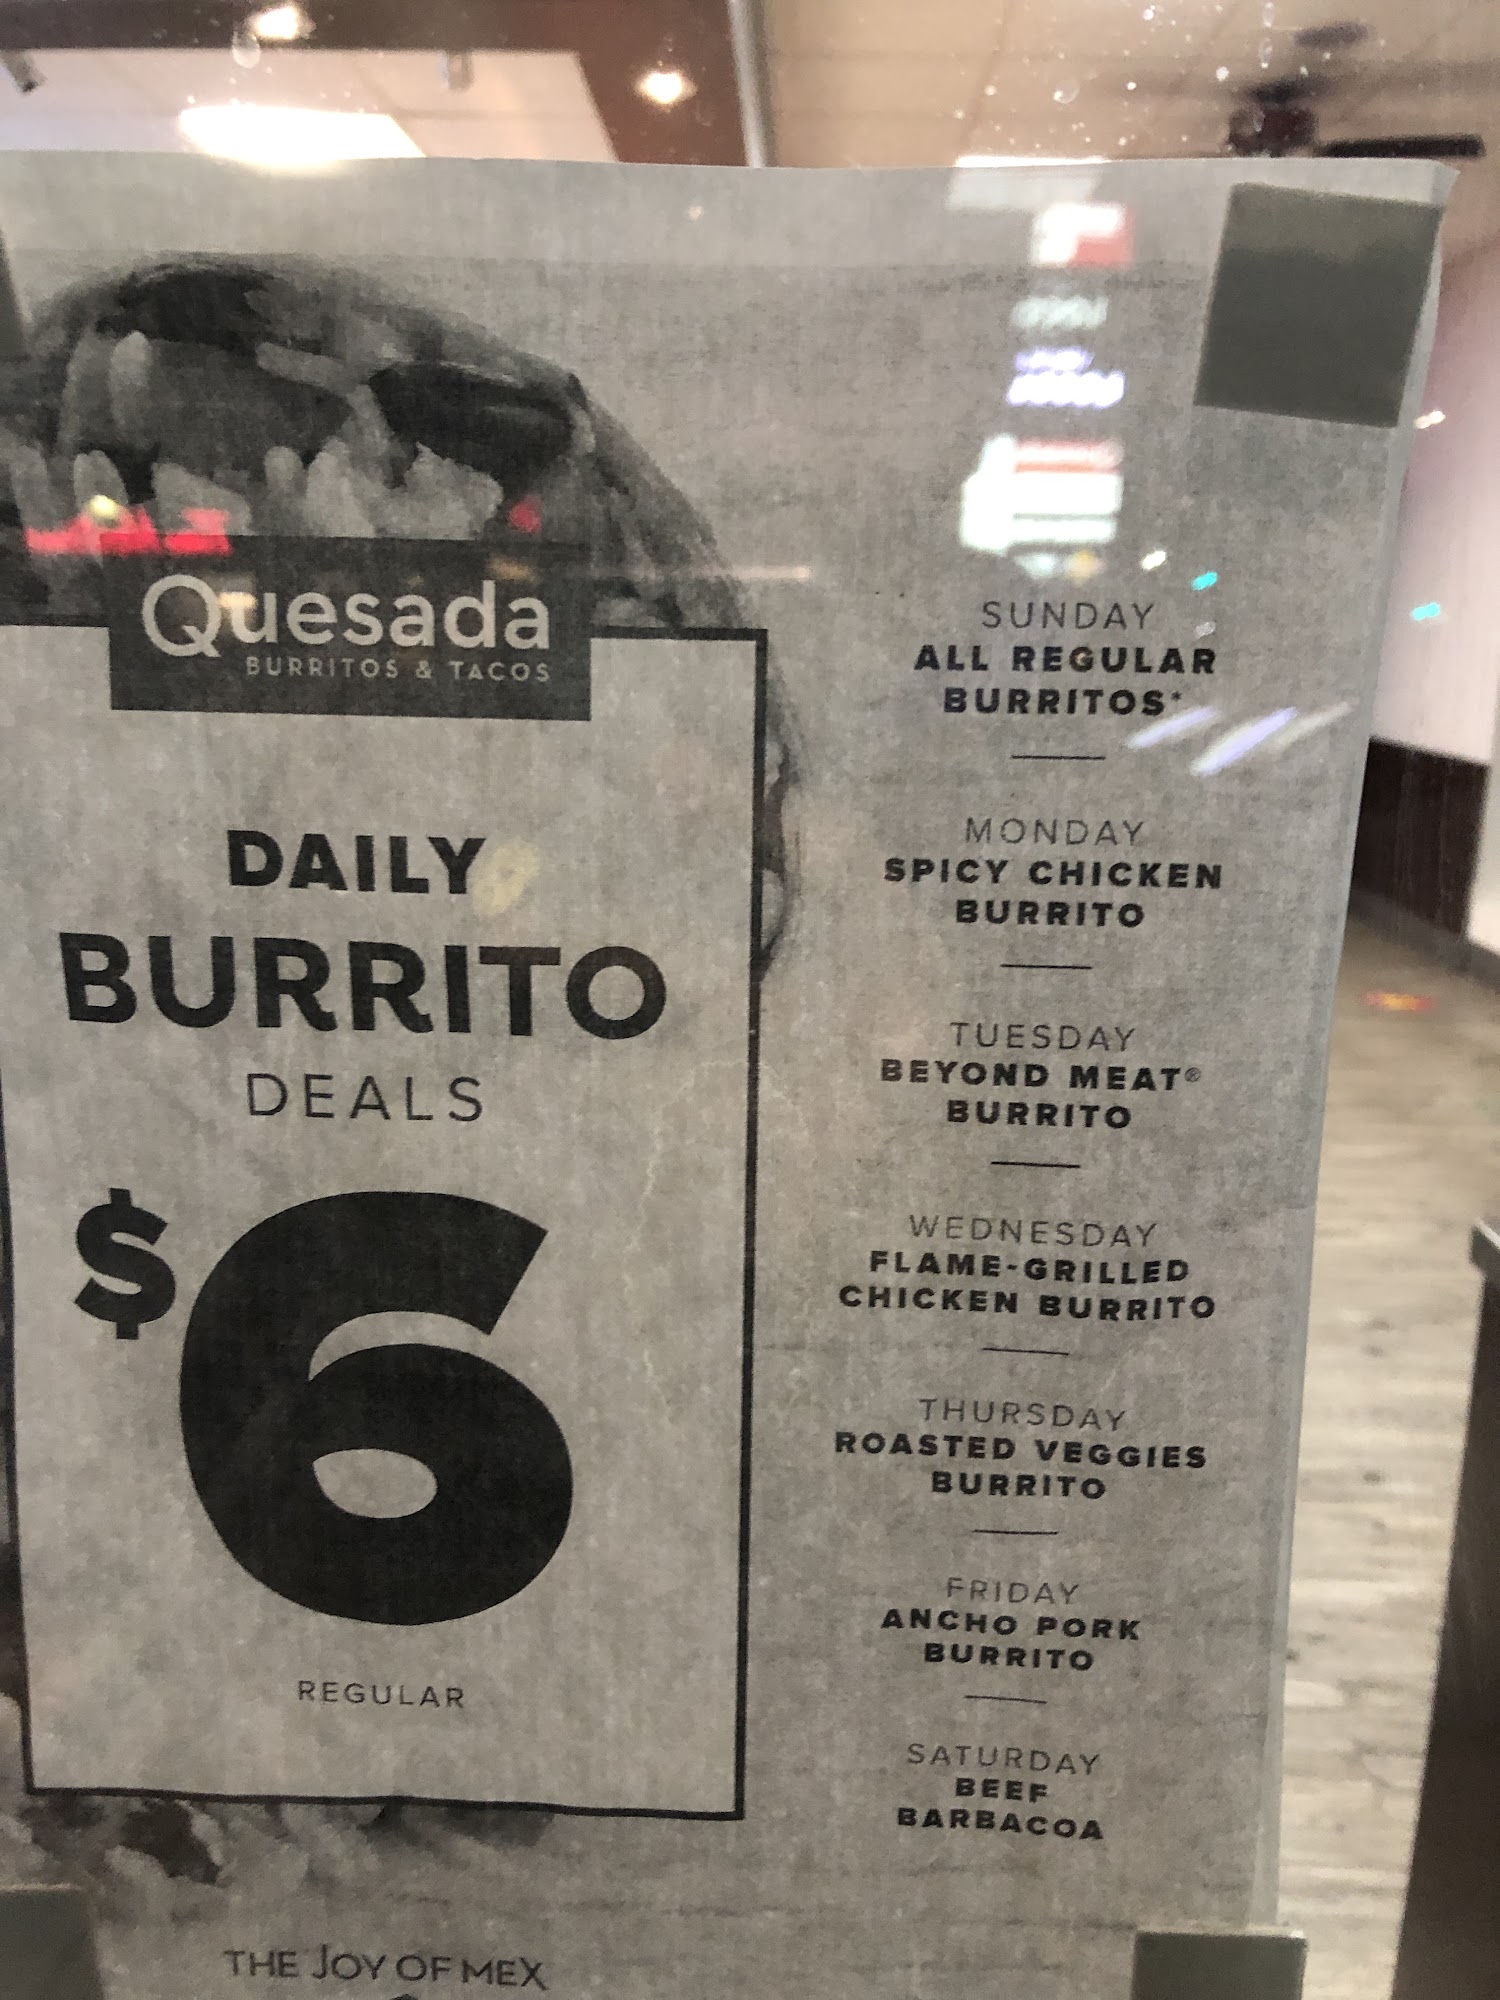 Quesada
BURRITOS & TACOS
DAILY
BURRITO
DEALS
$6
REGULAR
THE JOY OF MEX
SUNDAY
ALL REGULAR
BURRITOS*
MONDAY
SPICY CHICKEN
BURRITO
TUESDAY
BEYOND MEAT®
BURRITO
WEDNESDAY
FLAME-GRILLED
CHICKEN BURRITO
THURSDAY
ROASTED VEGGIES
BURRITO
FRIDAY
ANCHO PORK
BURRITO
SATURDAY
BEEF
BARBACOA